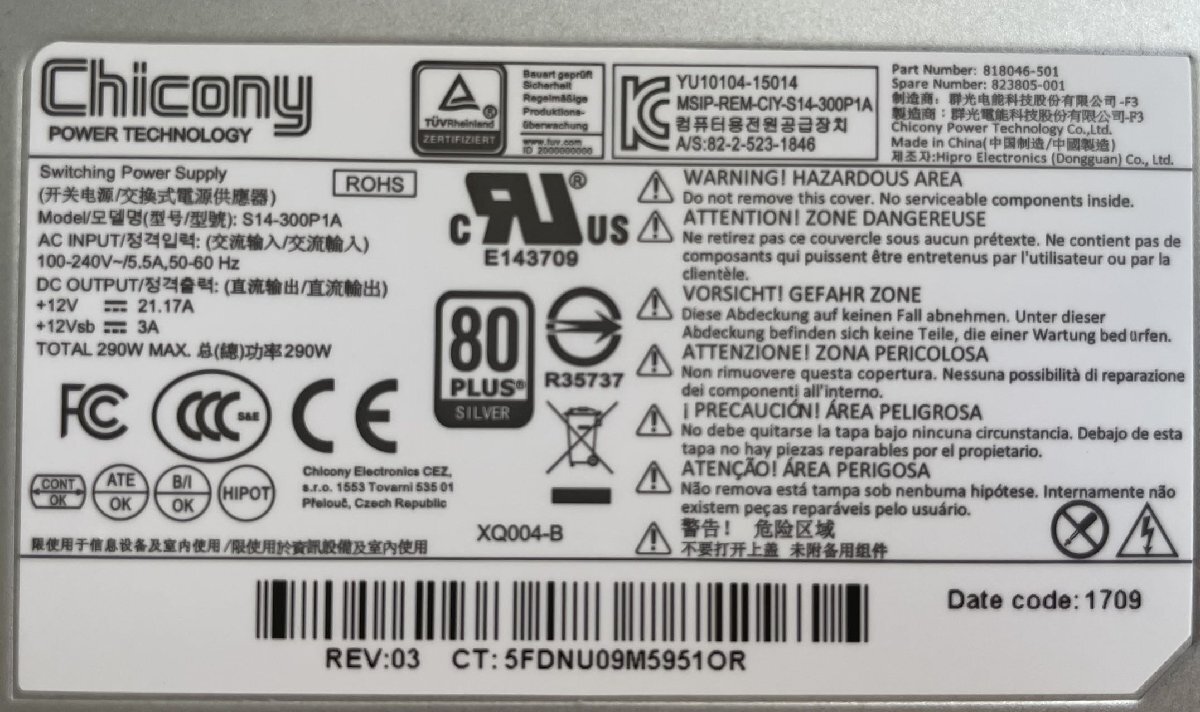 Chicony
POWER TECHNOLOGY
TÜVRheinland
ZERTIFIZIERT
Bauart geprüft
Sicherheit
Regelmäßige
Produktions-
überwachung
www.tuv.com
ID 2000000000
YU10104-15014
MSIP-REM-CIY-S14-300P1A
컴퓨터용전원공급장치
A/S:82-2-523-1846
Part Number: 818046-501
Spare Number: 823805-001
制造商：群光电能科技股份有限公司-F3
製造商：群光電能科技股份有限公司-F3
Chicony Power Technology Co.,Ltd.
Made in China(中国制造/中國製造)
제조자:Hipro Electronics (Dongguan) Co., Ltd.
Switching Power Supply
(开关电源/交换式電源供應器)
Model/모델명(型号/型號): S14-300P1A
AC INPUT/정격입력: (交流输入/交流輸入)
100-240V~/5.5A,50-60 Hz
DC OUTPUT/정격출력: (直流输出/直流輸出)
+12V 21.17A
+12Vsb 3A
TOTAL 290W MAX. 总(總)功率290W
ROHS
C US ®
E143709
80
PLUS®
SILVER
R35737
FC
CCC S&E
CE
CONT OK
ATE OK
B/I OK
HIPOT
Chicony Electronics CEZ,
s.r.o. 1553 Tovarni 535 01
Přelouč, Czech Republic
XQ004-B
限使用于信息设备及室内使用/限使用於資訊設備及室內使用
WARNING! HAZARDOUS AREA
Do not remove this cover. No serviceable components inside.
ATTENTION! ZONE DANGEREUSE
Ne retirez pas ce couvercle sous aucun prétexte. Ne contient pas de
composants qui puissent être entretenus par l'utilisateur ou par la
clientèle.
VORSICHT! GEFAHR ZONE
Diese Abdeckung auf keinen Fall abnehmen. Unter dieser
Abdeckung befinden sich keine Teile, die einer Wartung bedürfen.
ATTENZIONE! ZONA PERICOLOSA
Non rimuovere questa copertura. Nessuna possibilità di reparazione
dei componenti all'interno.
¡ PRECAUCIÓN! ÁREA PELIGROSA
No debe quitarse la tapa bajo ninguna circunstancia. Debajo de esta
tapa no hay piezas reparables por el propietario.
ATENÇÃO! ÁREA PERIGOSA
Não remova está tampa sob nenbuma hipótese. Internamente não
existem peças reparáveis pelo usuário.
警告！ 危险区域
不要打开上盖 未附备用组件
Date code: 1709
REV:03 CT: 5FDNU09M5951OR